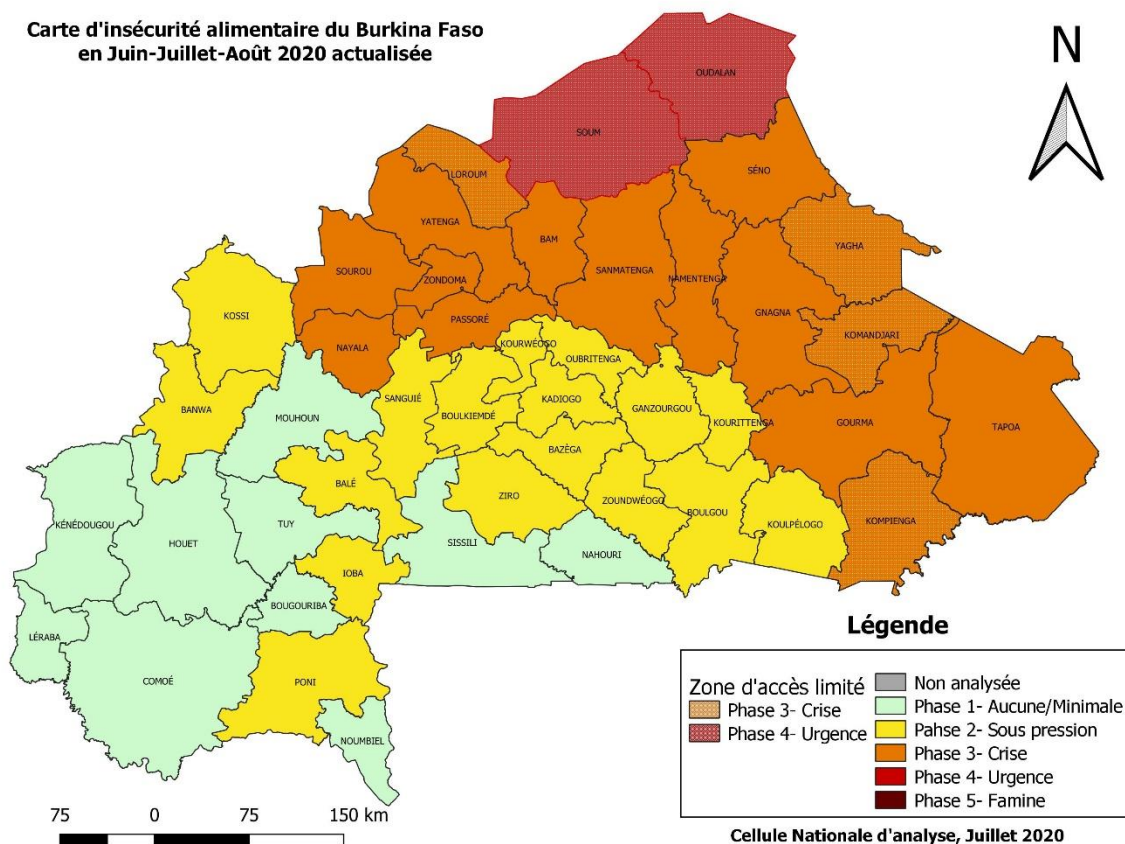 Carte d'insécurité alimentaire du Burkina Faso
en Juin-Juillet-Août 2020 actualisée
N
OUDALAN
SOUM
SÉNO
LOROUM
YATENGA
BAM
YAGHA
SOUROU
ZONDOMA
SANMATENGA
NAMENTENGA
GNAGNA
KOSSI
PASSORÉ
KOMANDJARI
NAYALA
KOURWÉOGO
OUBRITENGA
BANWA
MOUHOUN
SANGUIÉ
BOULKIEMDÉ
KADIOGO
GANZOURGOU
KOURITTENGA
GOURMA
TAPOA
BAZÈGA
BALÉ
ZIRO
ZOUNDWÉOGO
BOULGOU
KOULPÉLOGO
KOMPIENGA
KÉNÉDOUGOU
HOUET
TUY
SISSILI
NAHOURI
IOBA
BOUGOURIBA
LÉRABA
COMOÉ
PONI
NOUMBIEL
Légende
Zone d'accès limité
Phase 3- Crise
Phase 4- Urgence
Non analysée
Phase 1- Aucune/Minimale
Pahse 2- Sous pression
Phase 3- Crise
Phase 4- Urgence
Phase 5- Famine
75 0 75 150 km
Cellule Nationale d'analyse, Juillet 2020